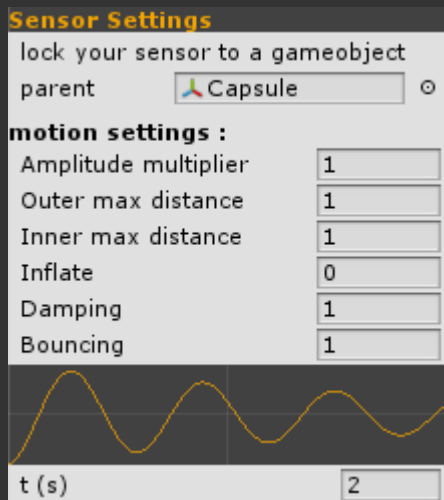 Sensor Settings
lock your sensor to a gameobject
parent Capsule
motion settings :
Amplitude multiplier 1
Outer max distance 1
Inner max distance 1
Inflate 0
Damping 1
Bouncing 1
t (s) 2